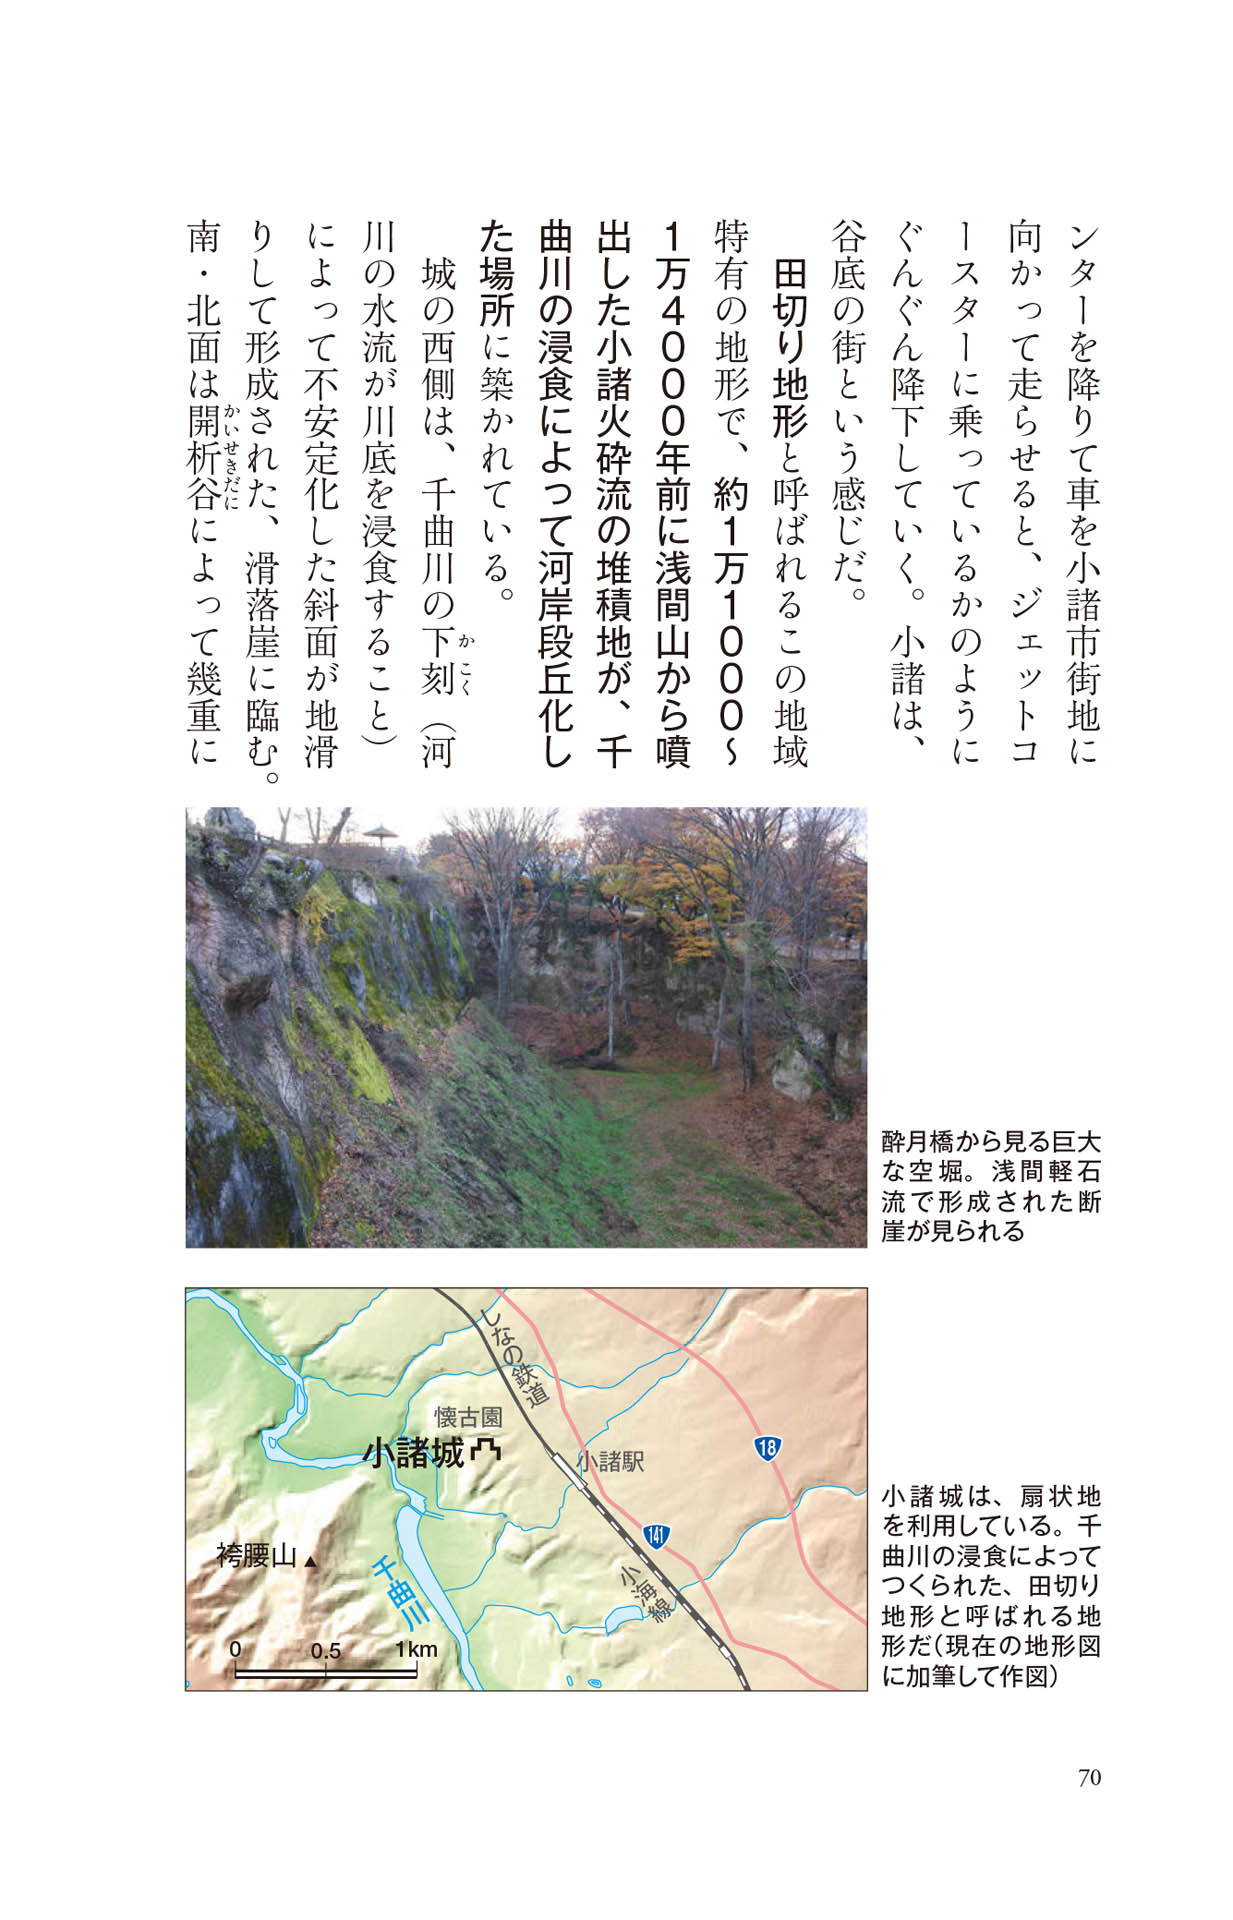 ンターを降りて車を小諸市街地に
向かって走らせると、ジェットコ
ースターに乗っているかのように
ぐんぐん降下していく。小諸は、
谷底の街という感じだ。
田切り地形と呼ばれるこの地域
特有の地形で、約1万1000〜
1万4000年前に浅間山から噴
出した小諸火砕流の堆積地が、千
曲川の浸食によって河岸段丘化し
た場所に築かれている。
城の西側は、千曲川の下刻（河
かこく
川の水流が川底を浸食すること）
によって不安定化した斜面が地滑
りして形成された、滑落崖に臨む。
南・北面は開析谷によって幾重に
かいせきだに
酔月橋から見る巨大
な空堀。浅間軽石
流で形成された断
崖が見られる
しなの鉄道
懐古園
小諸城
小諸駅
18
141
袴腰山
千曲川
小海線
0 0.5 1km
小諸城は、扇状地
を利用している。千
曲川の浸食によって
つくられた、田切り
地形と呼ばれる地
形だ（現在の地形図
に加筆して作図）
70